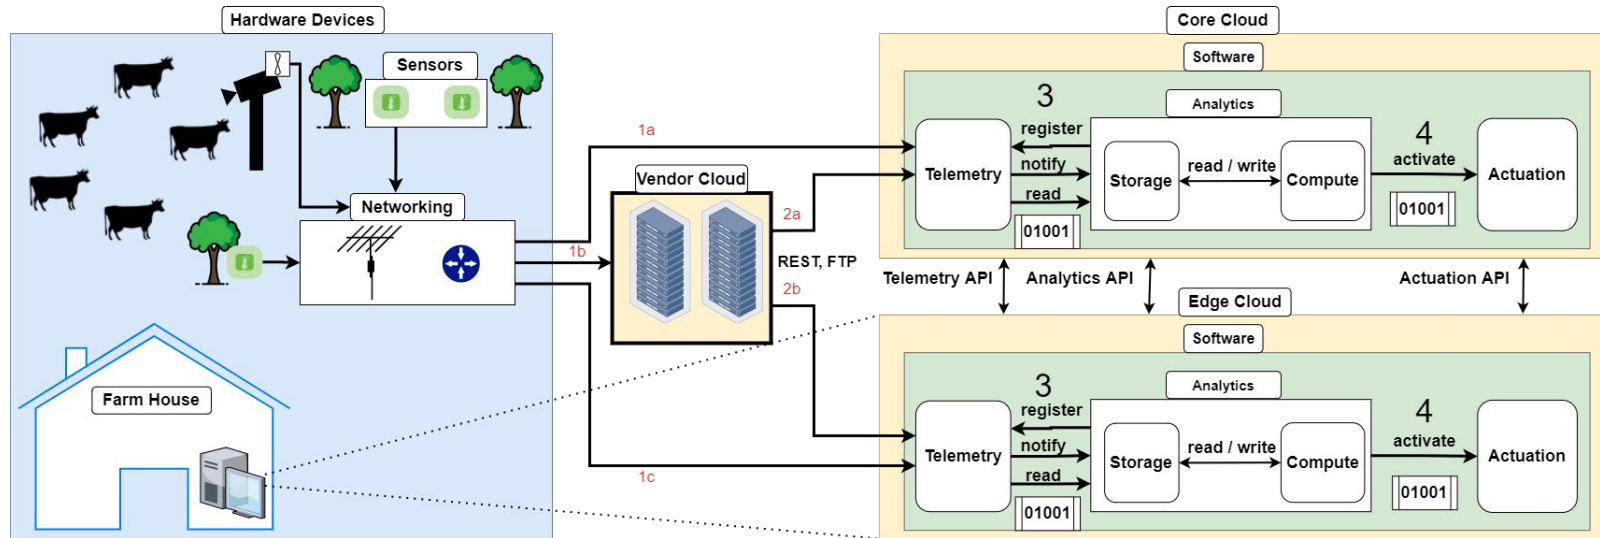 Hardware Devices
Core Cloud
Software
Sensors
3
Analytics
4
1a
register
activate
Telemetry
notify
read / write
Storage
Compute
Actuation
Vendor Cloud
read
Networking
01001
01001
2a
1b
REST, FTP
Telemetry API
Analytics API
Actuation API
2b
Edge Cloud
Software
3
Analytics
4
Farm House
register
activate
Telemetry
notify
read / write
Storage
Compute
Actuation
1c
read
01001
01001